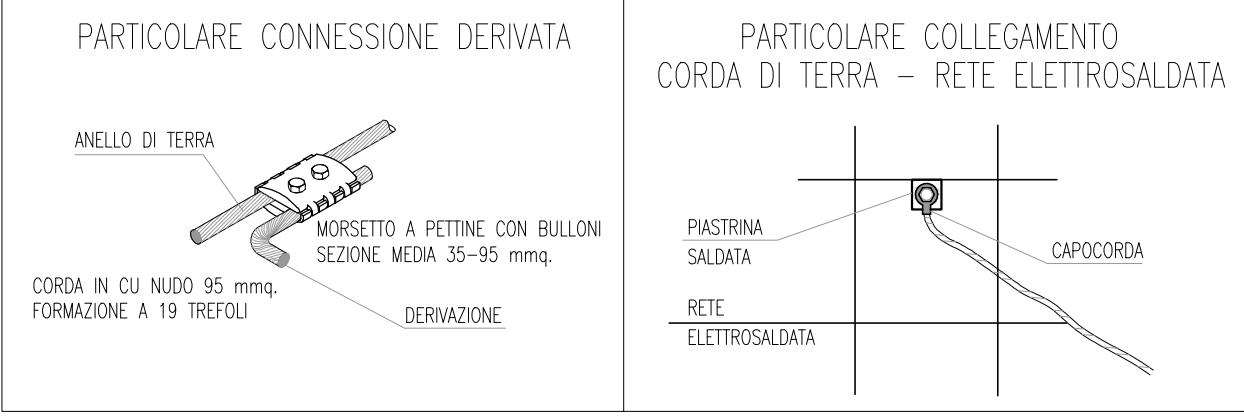 PARTICOLARE CONNESSIONE DERIVATA
ANELLO DI TERRA
MORSETTO A PETTINE CON BULLONI
SEZIONE MEDIA 35-95 mmq.
CORDA IN CU NUDO 95 mmq.
FORMAZIONE A 19 TREFOLI
DERIVAZIONE
PARTICOLARE COLLEGAMENTO
CORDA DI TERRA - RETE ELETTROSALDATA
PIASTRINA
SALDATA
CAPOCORDA
RETE
ELETTROSALDATA